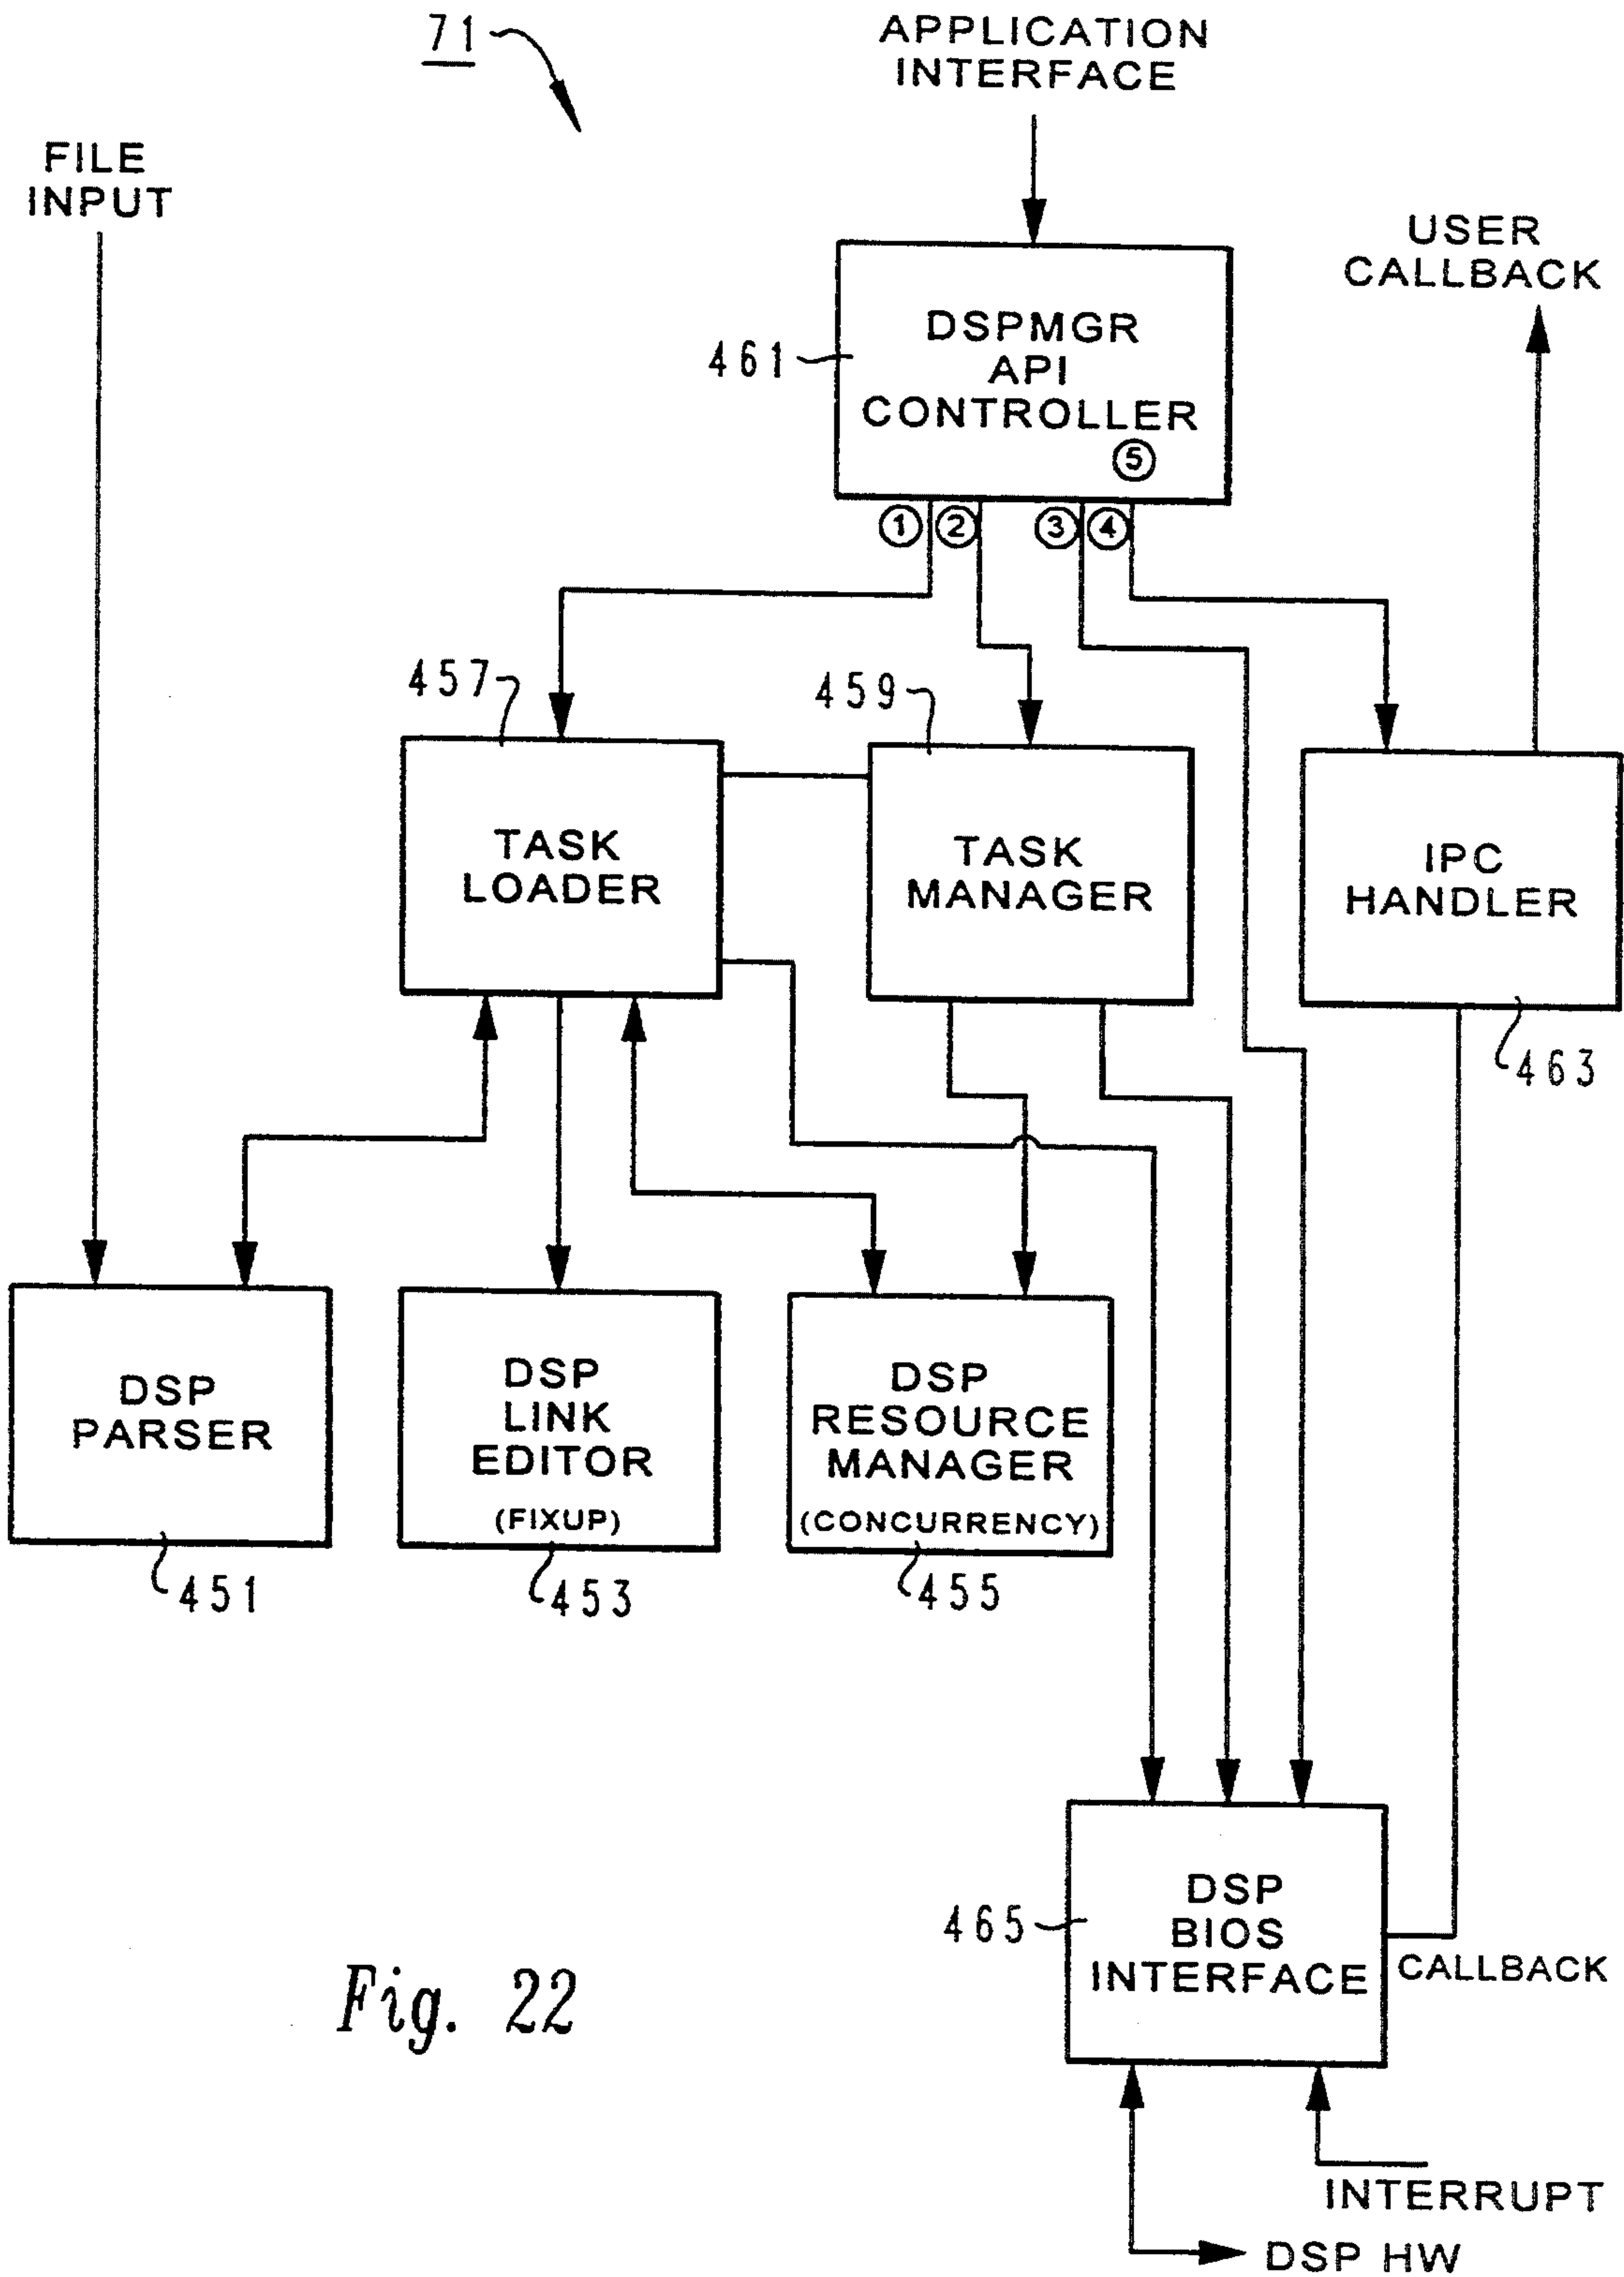 71
APPLICATION
INTERFACE
FILE
INPUT
USER
CALLBACK
461
DSPMGR
API
CONTROLLER
5
1
2
3
4
457
459
TASK
LOADER
TASK
MANAGER
IPC
HANDLER
463
DSP
PARSER
451
DSP
LINK
EDITOR
(FIXUP)
453
DSP
RESOURCE
MANAGER
(CONCURRENCY)
455
465
DSP
BIOS
INTERFACE
CALLBACK
Fig. 22
INTERRUPT
DSP HW